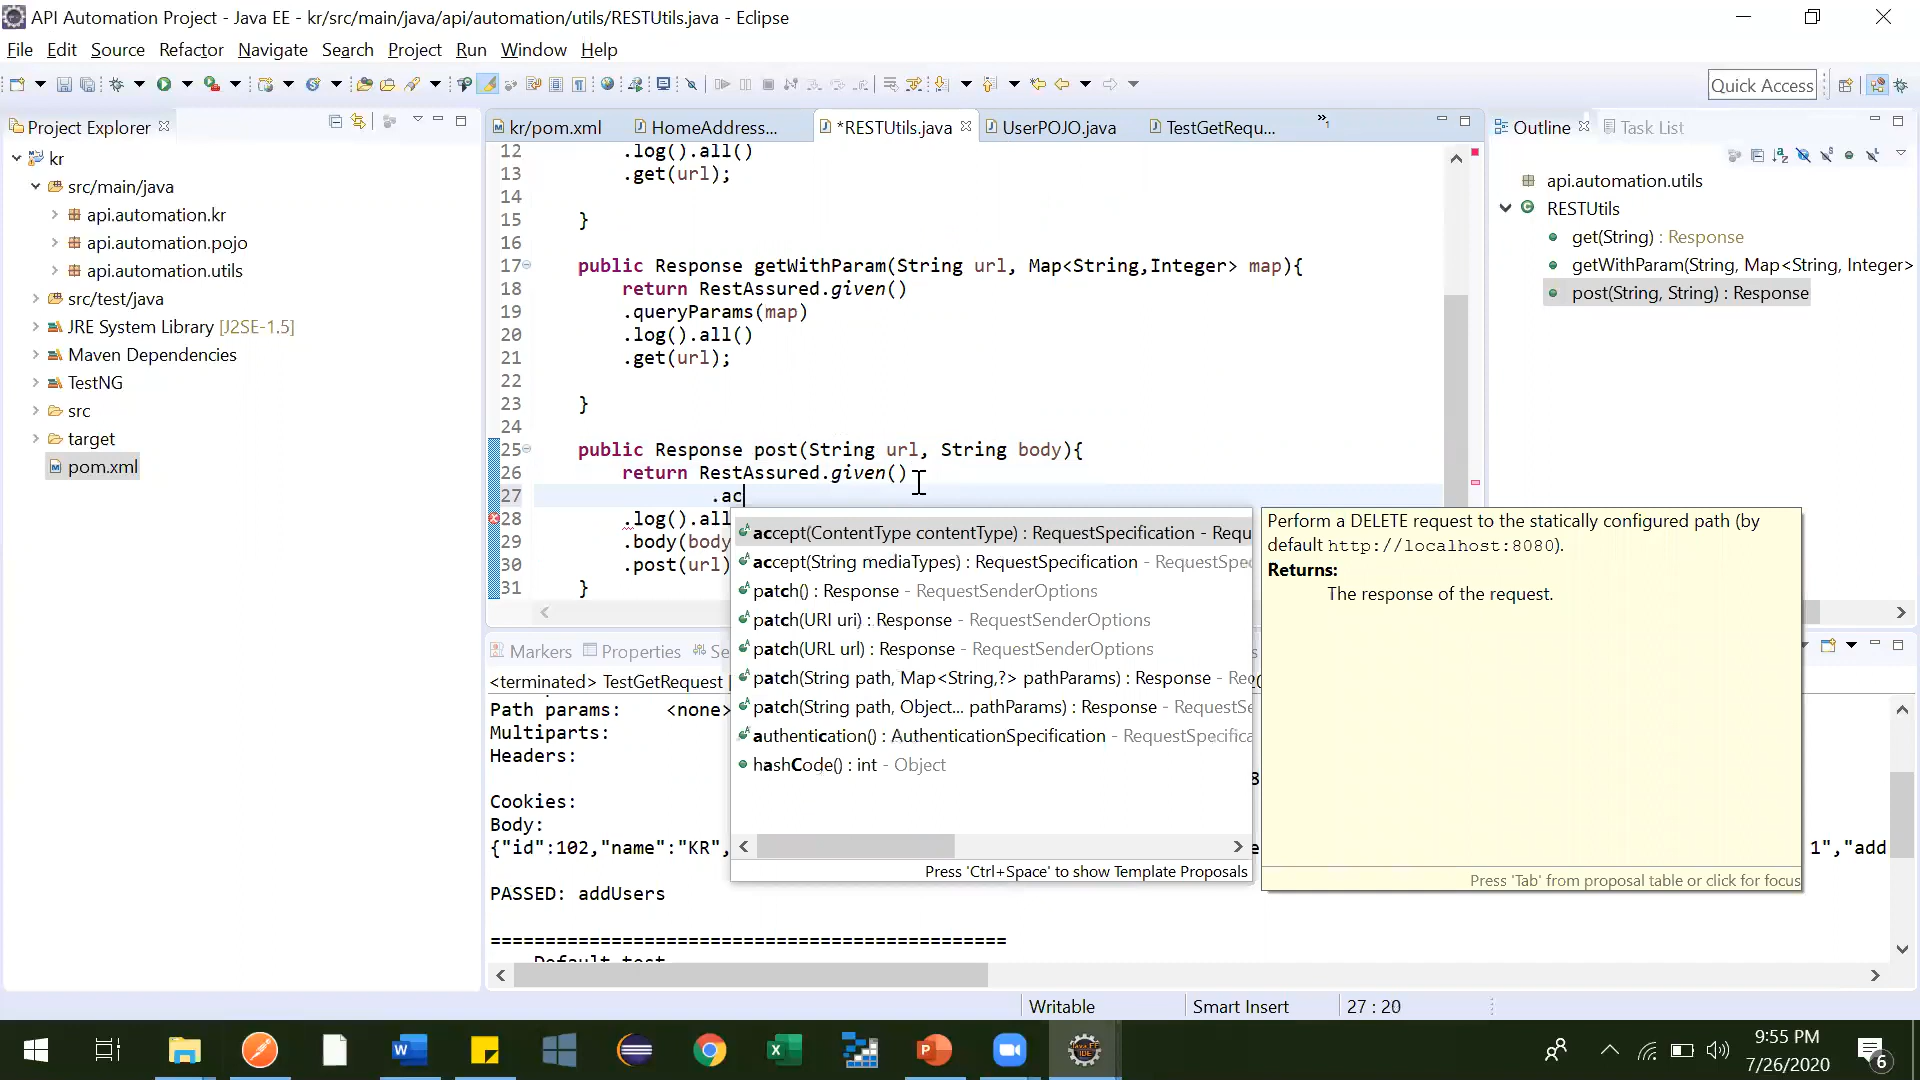 API Automation Project - Java EE - kr/src/main/java/api/automation/utils/RESTUtils.java - Eclipse
File Edit Source Refactor Navigate Search Project Run Window Help
Quick Access
Project Explorer
kr
src/main/java
api.automation.kr
api.automation.pojo
api.automation.utils
src/test/java
JRE System Library [J2SE-1.5]
Maven Dependencies
TestNG
src
target
pom.xml
kr/pom.xml HomeAddress... *RESTUtils.java UserPOJO.java TestGetRequ... »1
12 .log().all()
13 .get(url);
14
15 }
16
17 public Response getWithParam(String url, Map<String,Integer> map){
18 return RestAssured.given()
19 .queryParams(map)
20 .log().all()
21 .get(url);
22
23 }
24
25 public Response post(String url, String body){
26 return RestAssured.given()
27 .ac
28 .log().all
29 .body(body
30 .post(url)
31 }
accept(ContentType contentType) : RequestSpecification - Requ
accept(String mediaTypes) : RequestSpecification - RequestSpec
patch() : Response - RequestSenderOptions
patch(URI uri) : Response - RequestSenderOptions
patch(URL url) : Response - RequestSenderOptions
patch(String path, Map<String,?> pathParams) : Response - Rec
patch(String path, Object... pathParams) : Response - RequestSe
authentication() : AuthenticationSpecification - RequestSpecifica
hashCode() : int - Object
Press 'Ctrl+Space' to show Template Proposals
Perform a DELETE request to the statically configured path (by
default http://localhost:8080).
Returns:
The response of the request.
Press 'Tab' from proposal table or click for focus
Outline Task List
api.automation.utils
RESTUtils
get(String) : Response
getWithParam(String, Map<String, Integer>
post(String, String) : Response
Markers Properties Se
<terminated> TestGetRequest
Path params: <none>
Multiparts:
Headers:
Cookies:
Body:
{"id":102,"name":"KR", 1","add
PASSED: addUsers
===============================================
Default test
Writable Smart Insert 27 : 20
9:55 PM
7/26/2020
6